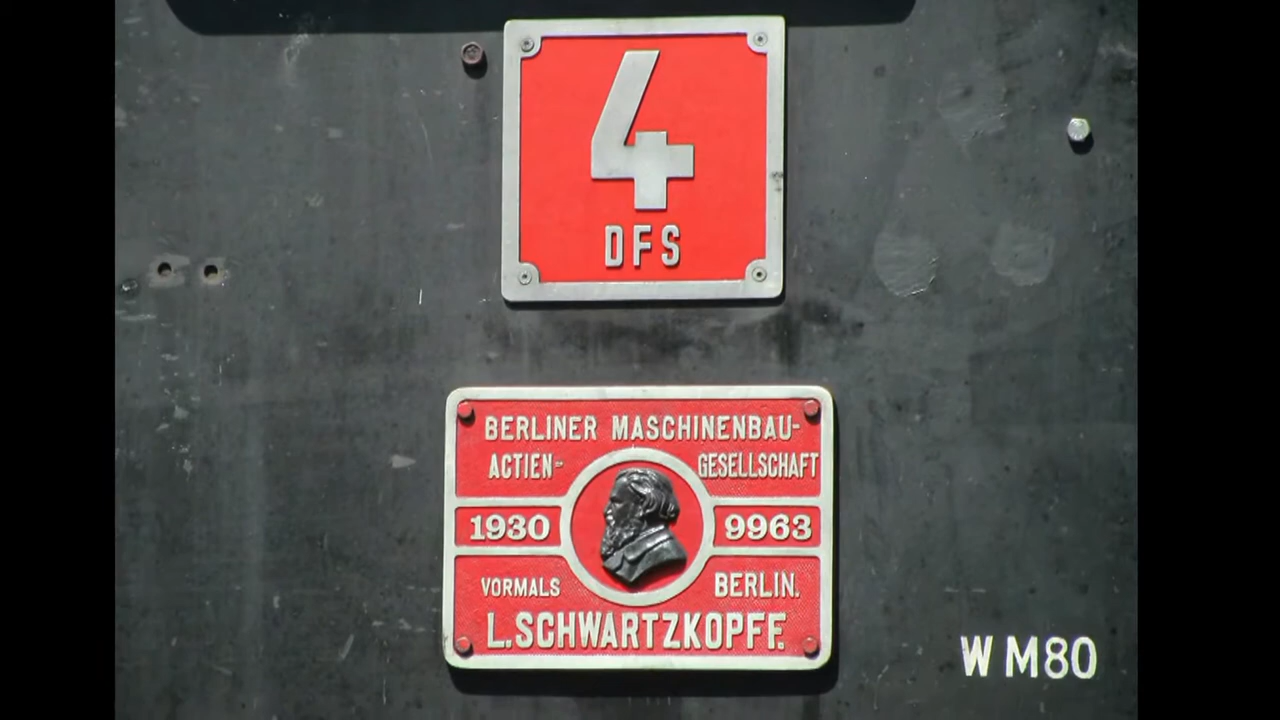 4
DFS
BERLINER MASCHINENBAU-
ACTIEN- GESELLSCHAFT
1930 9963
VORMALS BERLIN.
L.SCHWARTZKOPFF.
W M80